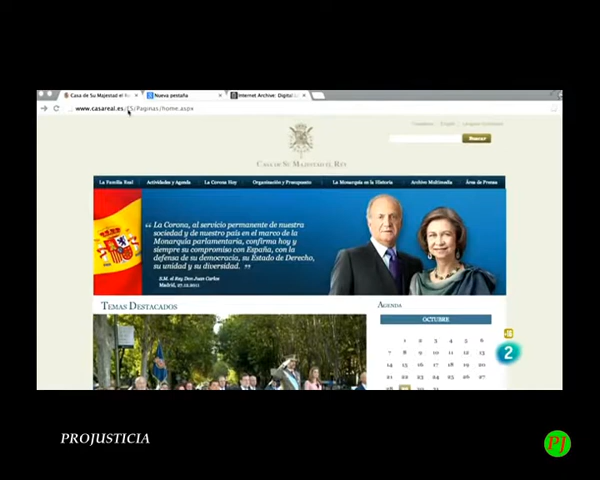 Casa de Su Majestad el R
Nueva pestaña
Internet Archive: Digital L
www.casareal.es/ES/Paginas/home.aspx
Buscar
CASA DE SU MAJESTAD EL REY
La Familia Real
Actividades y Agenda
La Corona Hoy
Organización y Presupuesto
La Monarquía en la Historia
Archivo Multimedia
Área de Prensa
“ La Corona, al servicio permanente de nuestra
sociedad y de nuestro país en el marco de la
Monarquía parlamentaria, confirma hoy y
siempre su compromiso con España, con la
defensa de su democracia, su Estado de Derecho,
su unidad y su diversidad. ”
S.M. el Rey Don Juan Carlos
Madrid, 27.12.2011
TEMAS DESTACADOS
AGENDA
OCTUBRE
1 2 3 4 5 6
7 8 9 10 11 12 13
14 15 16 17 18 19 20
21 22 23 24 25 26 27
2
PROJUSTICIA
PJ